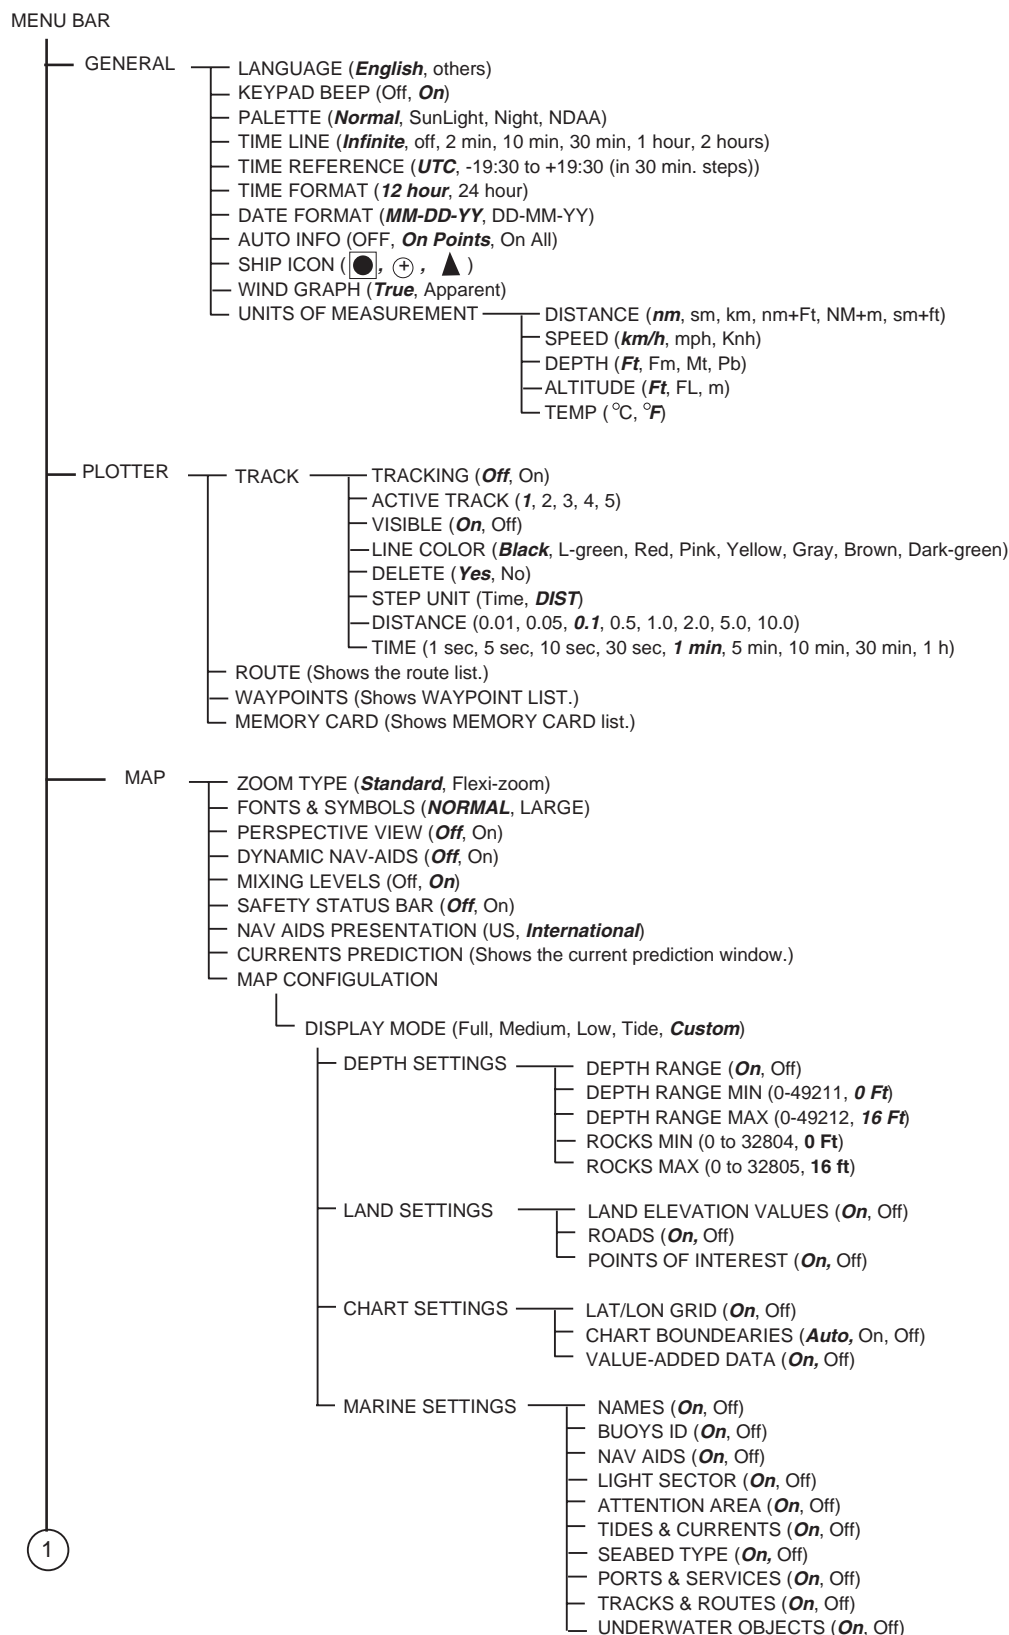 MENU BAR
GENERAL
LANGUAGE (English, others)
KEYPAD BEEP (Off, On)
PALETTE (Normal, SunLight, Night, NDAA)
TIME LINE (Infinite, off, 2 min, 10 min, 30 min, 1 hour, 2 hours)
TIME REFERENCE (UTC, -19:30 to +19:30 (in 30 min. steps))
TIME FORMAT (12 hour, 24 hour)
DATE FORMAT (MM-DD-YY, DD-MM-YY)
AUTO INFO (OFF, On Points, On All)
SHIP ICON ( , , )
WIND GRAPH (True, Apparent)
UNITS OF MEASUREMENT
DISTANCE (nm, sm, km, nm+Ft, NM+m, sm+ft)
SPEED (km/h, mph, Knh)
DEPTH (Ft, Fm, Mt, Pb)
ALTITUDE (Ft, FL, m)
TEMP (°C, °F)
PLOTTER
TRACK
TRACKING (Off, On)
ACTIVE TRACK (1, 2, 3, 4, 5)
VISIBLE (On, Off)
LINE COLOR (Black, L-green, Red, Pink, Yellow, Gray, Brown, Dark-green)
DELETE (Yes, No)
STEP UNIT (Time, DIST)
DISTANCE (0.01, 0.05, 0.1, 0.5, 1.0, 2.0, 5.0, 10.0)
TIME (1 sec, 5 sec, 10 sec, 30 sec, 1 min, 5 min, 10 min, 30 min, 1 h)
ROUTE (Shows the route list.)
WAYPOINTS (Shows WAYPOINT LIST.)
MEMORY CARD (Shows MEMORY CARD list.)
MAP
ZOOM TYPE (Standard, Flexi-zoom)
FONTS & SYMBOLS (NORMAL, LARGE)
PERSPECTIVE VIEW (Off, On)
DYNAMIC NAV-AIDS (Off, On)
MIXING LEVELS (Off, On)
SAFETY STATUS BAR (Off, On)
NAV AIDS PRESENTATION (US, International)
CURRENTS PREDICTION (Shows the current prediction window.)
MAP CONFIGULATION
DISPLAY MODE (Full, Medium, Low, Tide, Custom)
DEPTH SETTINGS
DEPTH RANGE (On, Off)
DEPTH RANGE MIN (0-49211, 0 Ft)
DEPTH RANGE MAX (0-49212, 16 Ft)
ROCKS MIN (0 to 32804, 0 Ft)
ROCKS MAX (0 to 32805, 16 ft)
LAND SETTINGS
LAND ELEVATION VALUES (On, Off)
ROADS (On, Off)
POINTS OF INTEREST (On, Off)
CHART SETTINGS
LAT/LON GRID (On, Off)
CHART BOUNDEARIES (Auto, On, Off)
VALUE-ADDED DATA (On, Off)
MARINE SETTINGS
NAMES (On, Off)
BUOYS ID (On, Off)
NAV AIDS (On, Off)
LIGHT SECTOR (On, Off)
ATTENTION AREA (On, Off)
TIDES & CURRENTS (On, Off)
SEABED TYPE (On, Off)
PORTS & SERVICES (On, Off)
TRACKS & ROUTES (On, Off)
UNDERWATER OBJECTS (On, Off)
1